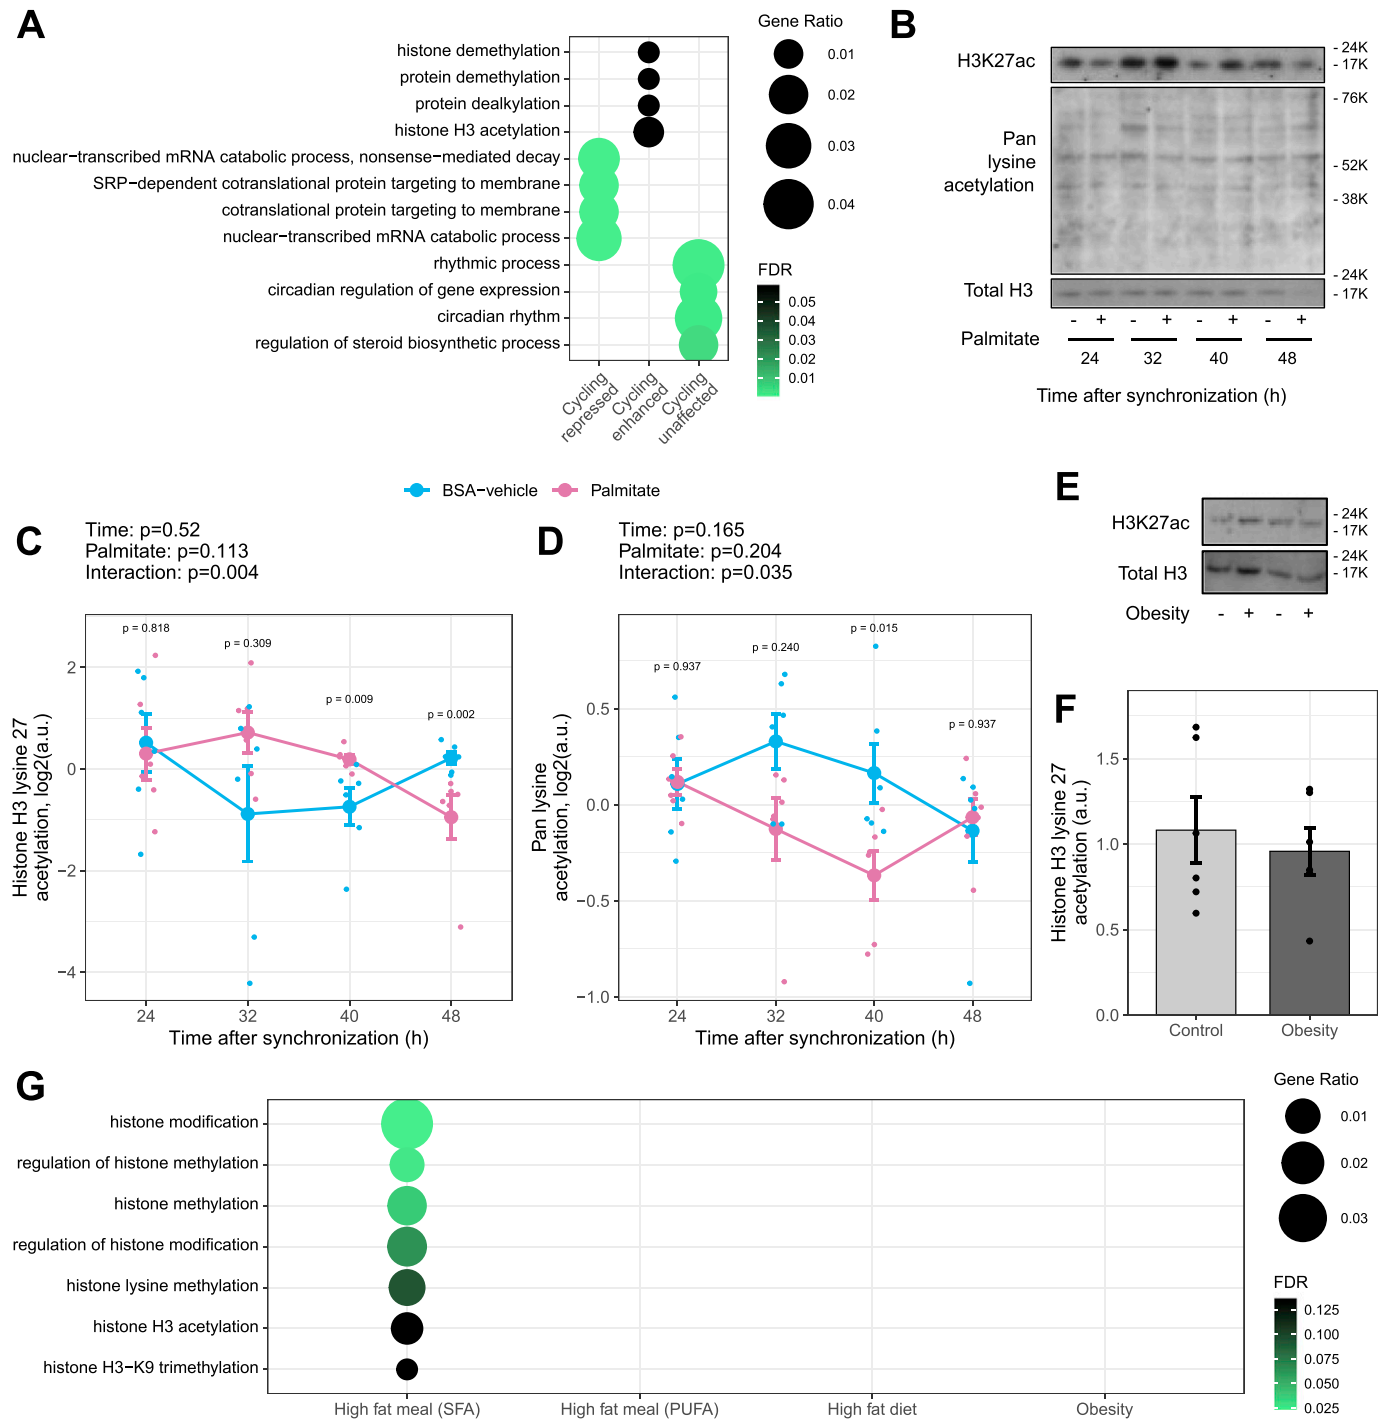 A
histone demethylation
protein demethylation
protein dealkylation
histone H3 acetylation
nuclear−transcribed mRNA catabolic process, nonsense−mediated decay
SRP−dependent cotranslational protein targeting to membrane
cotranslational protein targeting to membrane
nuclear−transcribed mRNA catabolic process
rhythmic process
circadian regulation of gene expression
circadian rhythm
regulation of steroid biosynthetic process
Cycling
repressed
Cycling
enhanced
Cycling
unaffected
Gene Ratio
0.01
0.02
0.03
0.04
FDR
0.05
0.04
0.03
0.02
0.01
B
H3K27ac
- 24K
- 17K
Pan
lysine
acetylation
- 76K
- 52K
- 38K
- 24K
Total H3
- 17K
Palmitate
- + - + - + - +
24 32 40 48
Time after synchronization (h)
BSA−vehicle Palmitate
C
Time: p=0.52
Palmitate: p=0.113
Interaction: p=0.004
p = 0.818
p = 0.309
p = 0.009
p = 0.002
Histone H3 lysine 27
acetylation, log2(a.u.)
2
0
−2
−4
24 32 40 48
Time after synchronization (h)
D
Time: p=0.165
Palmitate: p=0.204
Interaction: p=0.035
p = 0.937
p = 0.240
p = 0.015
p = 0.937
Pan lysine
acetylation, log2(a.u.)
0.5
0.0
−0.5
−1.0
24 32 40 48
Time after synchronization (h)
E
H3K27ac
- 24K
- 17K
Total H3
- 24K
- 17K
Obesity - + - +
F
Histone H3 lysine 27
acetylation (a.u.)
1.5
1.0
0.5
0.0
Control Obesity
G
histone modification
regulation of histone methylation
histone methylation
regulation of histone modification
histone lysine methylation
histone H3 acetylation
histone H3−K9 trimethylation
High fat meal (SFA) High fat meal (PUFA) High fat diet Obesity
Gene Ratio
0.01
0.02
0.03
FDR
0.125
0.100
0.075
0.050
0.025